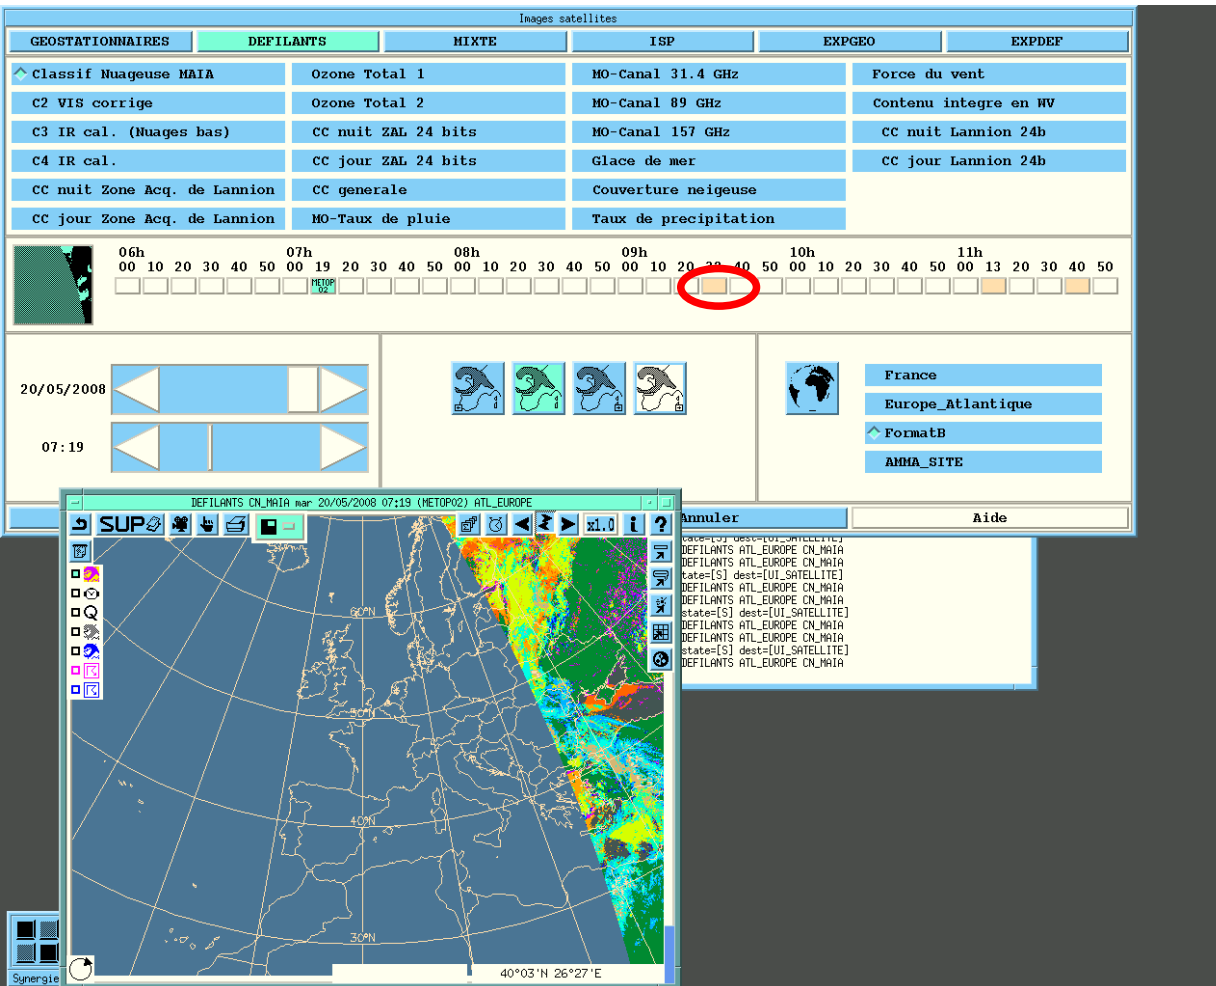 Images satellites
GEOSTATIONNAIRES DEFILANTS MIXTE ISP EXPGEO EXPDEF
Classif Nuageuse MAIA Ozone Total 1 MO-Canal 31.4 GHz Force du vent
C2 VIS corrige Ozone Total 2 MO-Canal 89 GHz Contenu integre en WV
C3 IR cal. (Nuages bas) CC nuit ZAL 24 bits MO-Canal 157 GHz CC nuit Lannion 24b
C4 IR cal. CC jour ZAL 24 bits Glace de mer CC jour Lannion 24b
CC nuit Zone Acq. de Lannion CC generale Couverture neigeuse
CC jour Zone Acq. de Lannion MO-Taux de pluie Taux de precipitation
06h 07h 08h 09h 10h 11h
00 10 20 30 40 50 00 19 20 30 40 50 00 10 20 30 40 50 00 10 20 40 50 00 10 20 30 40 50 00 13 20 30 40 50
METOP
02
20/05/2008
07:19
France
Europe_Atlantique
FormatB
AMMA_SITE
Annuler Aide
DEFILANTS CN_MAIA mar 20/05/2008 07:19 (METOP02) ATL_EUROPE
SUP x1.0 i ?
Q
60°N
50°N
40°N
30°N
40°03'N 26°27'E
tate=[S] dest=[UI_SATELLITE]
DEFILANTS ATL_EUROPE CN_MAIA
DEFILANTS ATL_EUROPE CN_MAIA
tate=[S] dest=[UI_SATELLITE]
DEFILANTS ATL_EUROPE CN_MAIA
DEFILANTS ATL_EUROPE CN_MAIA
state=[S] dest=[UI_SATELLITE]
DEFILANTS ATL_EUROPE CN_MAIA
DEFILANTS ATL_EUROPE CN_MAIA
state=[S] dest=[UI_SATELLITE]
DEFILANTS ATL_EUROPE CN_MAIA
Synergie